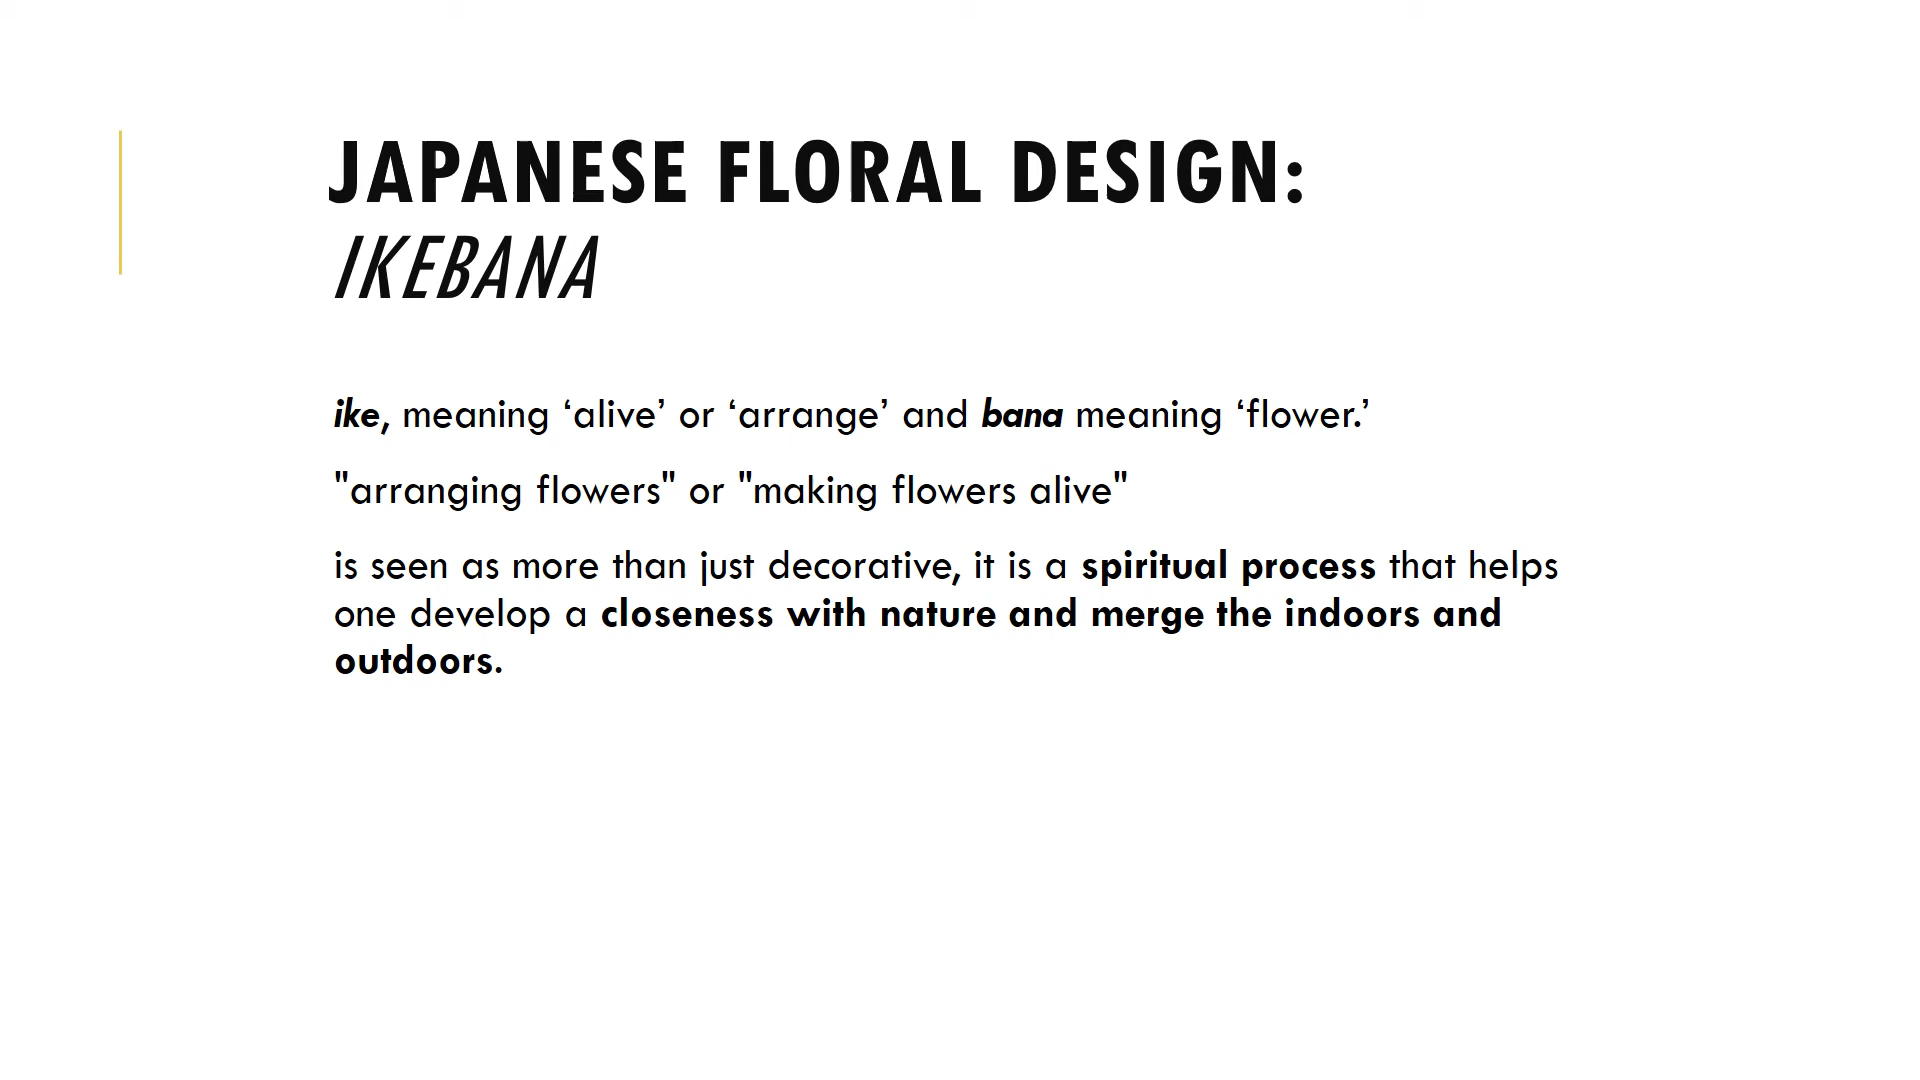 JAPANESE FLORAL DESIGN:
IKEBANA
ike, meaning ‘alive’ or ‘arrange’ and bana meaning ‘flower.’
"arranging flowers" or "making flowers alive"
is seen as more than just decorative, it is a spiritual process that helps
one develop a closeness with nature and merge the indoors and
outdoors.